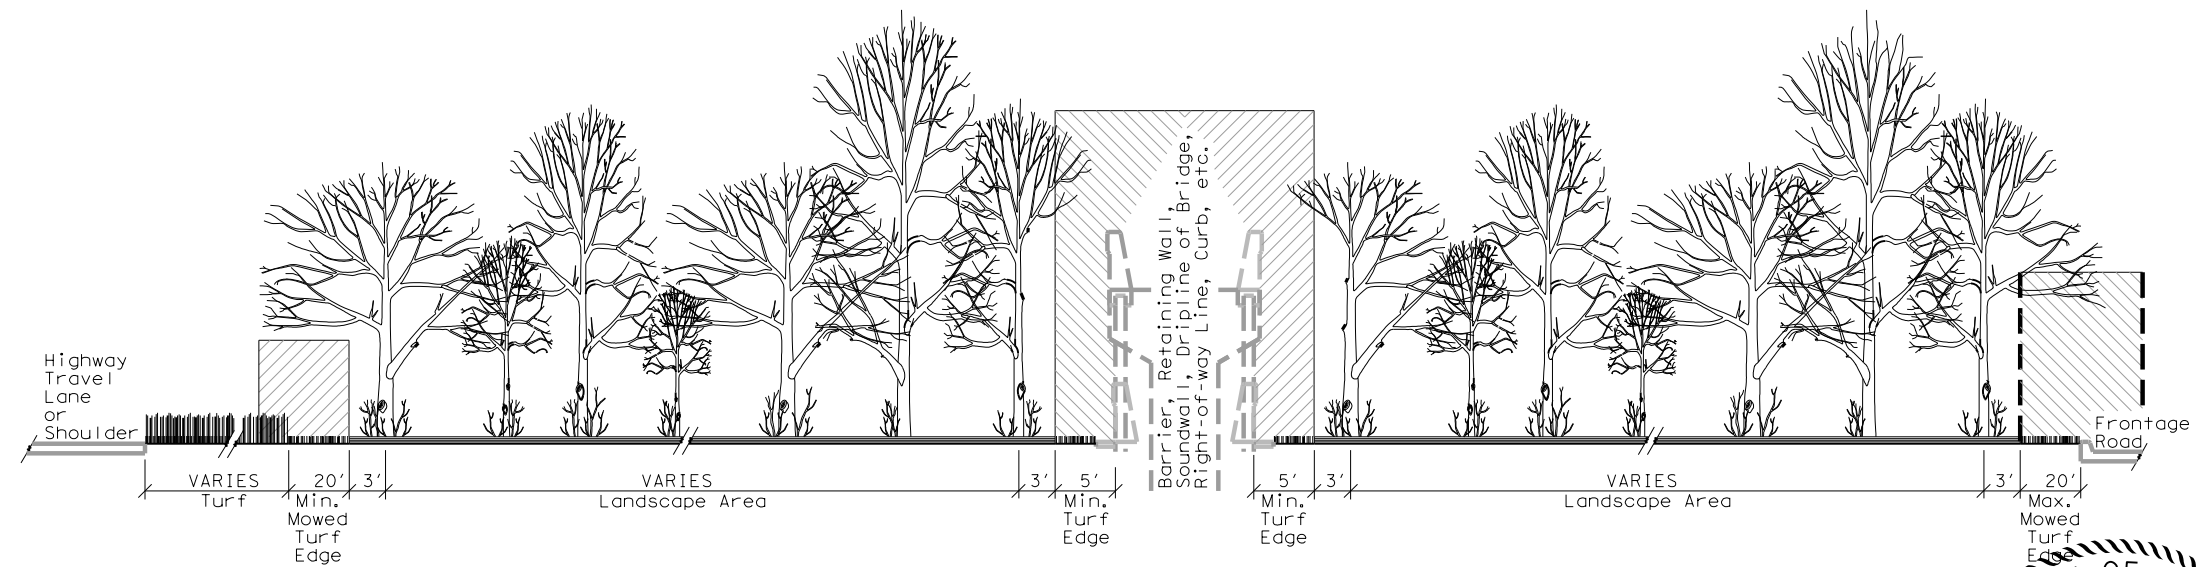 Highway
Travel
Lane
or
Shoulder
Barrier, Retaining Wall,
Soundwall, Dripline of Bridge,
Right-of-way Line, Curb, etc.
Frontage
Road
VARIES
Turf
20'
Min.
Mowed
Turf
Edge
3'
VARIES
Landscape Area
3'
5'
Min.
Turf
Edge
5'
Min.
Turf
Edge
3'
VARIES
Landscape Area
3'
20'
Max.
Mowed
Turf
Edge